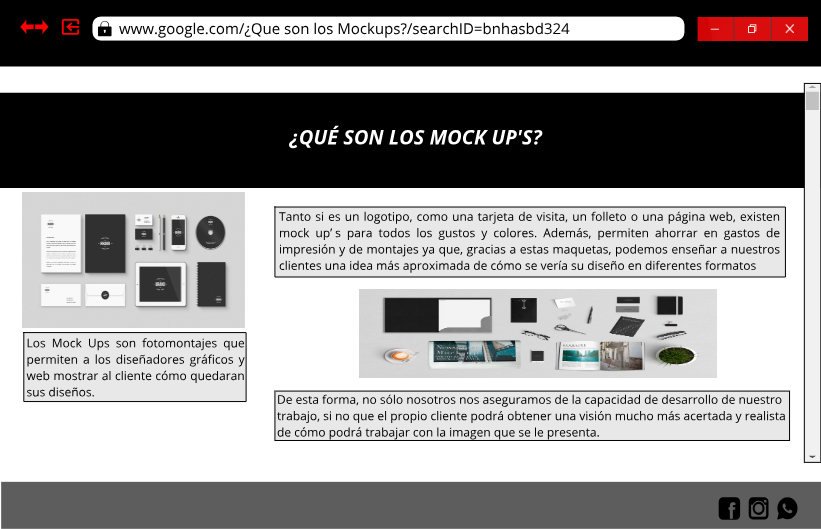 www.google.com/¿Que son los Mockups?/searchID=bnhasbd324
¿QUÉ SON LOS MOCK UP'S?
Tanto si es un logotipo, como una tarjeta de visita, un folleto o una página web, existen
mock up’ s para todos los gustos y colores. Además, permiten ahorrar en gastos de
impresión y de montajes ya que, gracias a estas maquetas, podemos enseñar a nuestros
clientes una idea más aproximada de cómo se vería su diseño en diferentes formatos
Los Mock Ups son fotomontajes que
permiten a los diseñadores gráficos y
web mostrar al cliente cómo quedaran
sus diseños.
De esta forma, no sólo nosotros nos aseguramos de la capacidad de desarrollo de nuestro
trabajo, si no que el propio cliente podrá obtener una visión mucho más acertada y realista
de cómo podrá trabajar con la imagen que se le presenta.